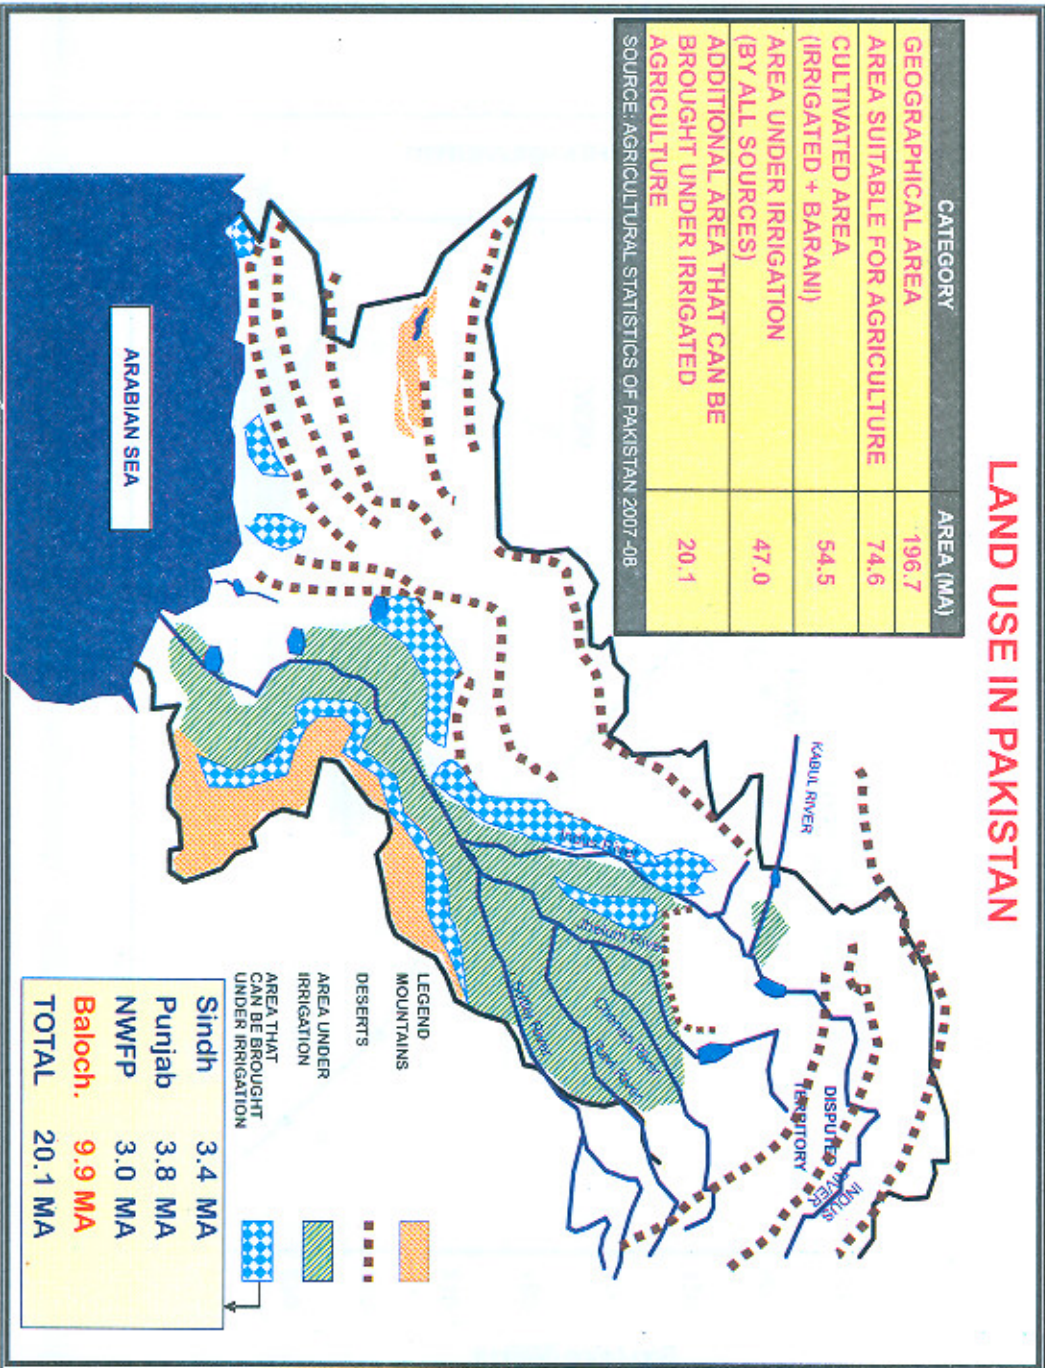 LAND USE IN PAKISTAN
CATEGORY AREA (MA)
GEOGRAPHICAL AREA 196.7
AREA SUITABLE FOR AGRICULTURE 74.6
CULTIVATED AREA
(IRRIGATED + BARANI) 54.5
AREA UNDER IRRIGATION
(BY ALL SOURCES) 47.0
ADDITIONAL AREA THAT CAN BE
BROUGHT UNDER IRRIGATED
AGRICULTURE 20.1
SOURCE: AGRICULTURAL STATISTICS OF PAKISTAN 2007-08
KABUL RIVER
DISPUTED
TERRITORY
INDUS
RIVER
Chenab River
Ravi River
Sutlej River
ARABIAN SEA
LEGEND
MOUNTAINS
DESERTS
AREA UNDER
IRRIGATION
AREA THAT
CAN BE BROUGHT
UNDER IRRIGATION
Sindh 3.4 MA
Punjab 3.8 MA
NWFP 3.0 MA
Baloch. 9.9 MA
TOTAL 20.1 MA